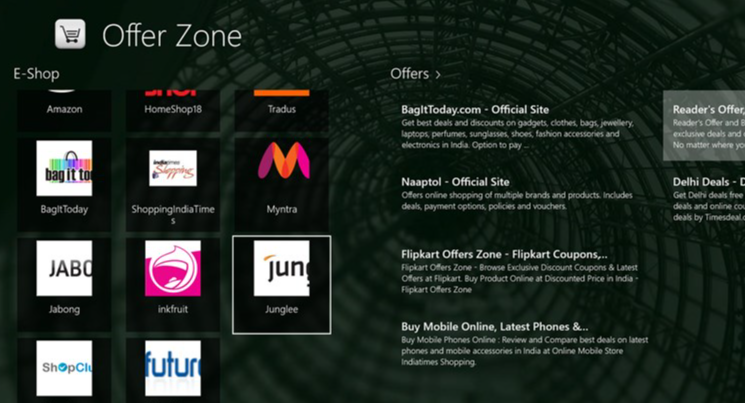 Offer Zone
E-Shop
Amazon
HomeShop18
Tradus
bag it
BagItToday
indiatimes
Shopping
ShoppingIndiaTime
s
Myntra
JABO
Jabong
inkfruit
jung
Junglee
ShopClu
futur
Offers >
BagItToday.com - Official Site
Get best deals and discounts on gadgets, clothes, bags, jewellery,
laptops, perfumes, sunglasses, shoes, fashion accessories and
electronics in India. Option to pay ...
Naaptol - Official Site
Offers online shopping of multiple brands and products. Includes
deals, payment options, policies and vouchers.
Flipkart Offers Zone - Flipkart Coupons,...
Flipkart Offers Zone - Browse Exclusive Discount Coupons & Latest
Offers at Flipkart. Buy Product Online at Discounted Price in India -
Flipkart Offers Zone
Buy Mobile Online, Latest Phones &...
Buy Mobile Phones Online : Review and Compare best deals on latest
phones and mobile accessories in India at Online Mobile Store
Indiatimes Shopping.
Reader's Offer,
Reader's Offer and B
exclusive deals and
No matter where yo
Delhi Deals - D
Get Delhi deals free
deals and online cou
deals by Timesdeal.c